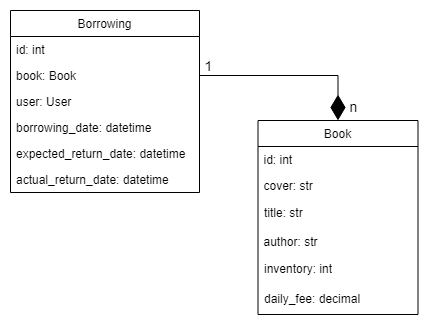 Borrowing
id: int
book: Book
user: User
borrowing_date: datetime
expected_return_date: datetime
actual_return_date: datetime
1
n
Book
id: int
cover: str
title: str
author: str
inventory: int
daily_fee: decimal